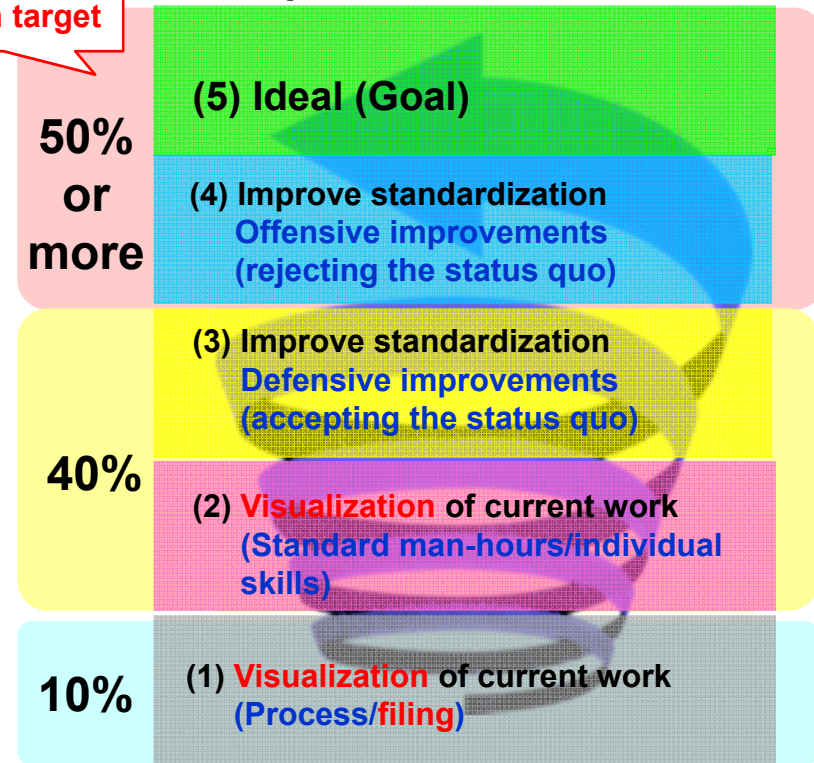 target
(5) Ideal (Goal)
50%
or
more
(4) Improve standardization
Offensive improvements
(rejecting the status quo)
(3) Improve standardization
Defensive improvements
(accepting the status quo)
40%
(2) Visualization of current work
(Standard man-hours/individual
skills)
10%
(1) Visualization of current work
(Process/filing)